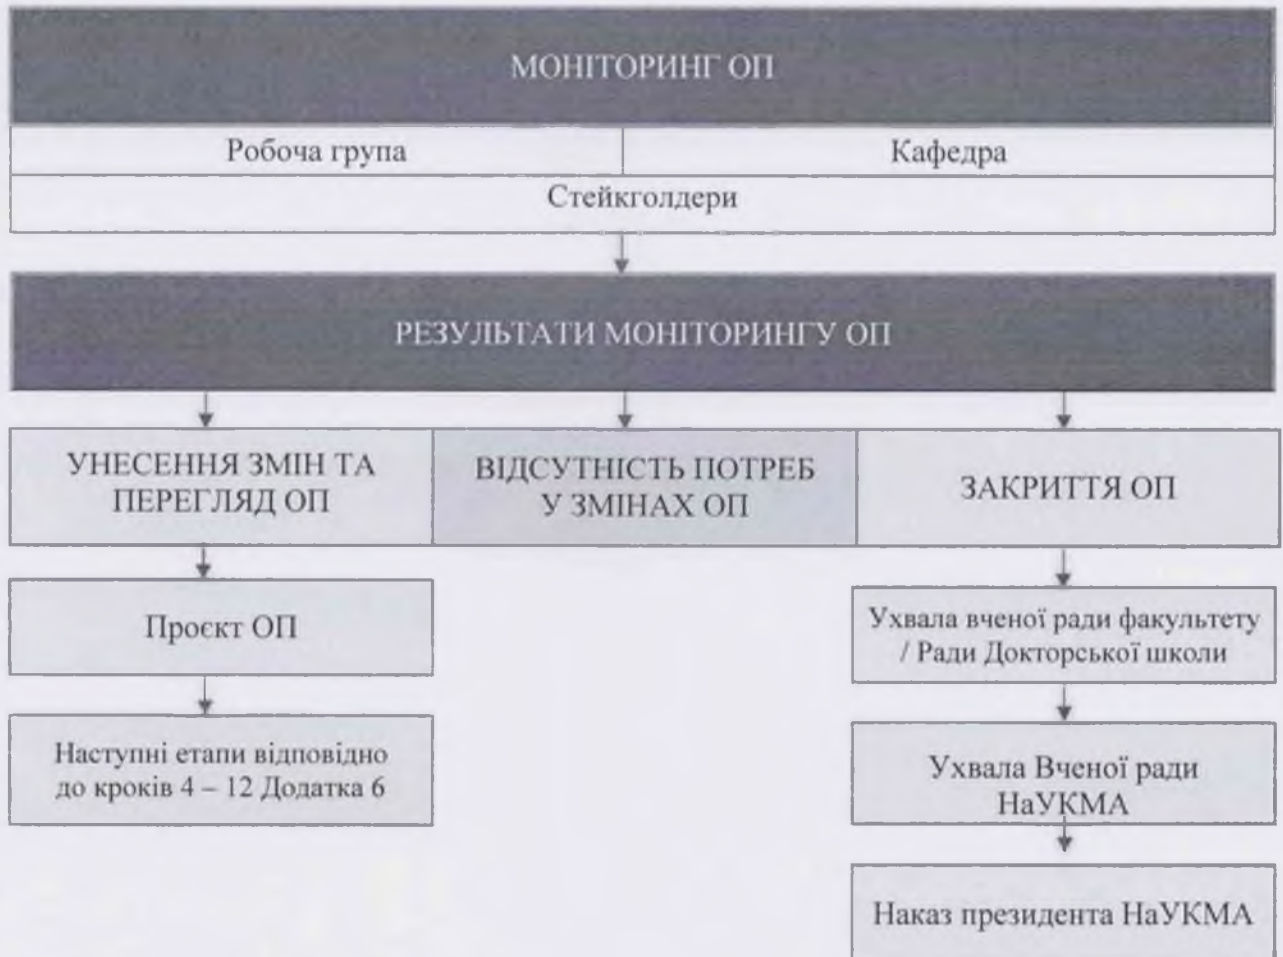 МОНІТОРИНГ ОП
Робоча група
Кафедра
Стейкголдери
РЕЗУЛЬТАТИ МОНІТОРИНГУ ОП
УНЕСЕННЯ ЗМІН ТА
ПЕРЕГЛЯД ОП
ВІДСУТНІСТЬ ПОТРЕБ
У ЗМІНАХ ОП
ЗАКРИТТЯ ОП
Проєкт ОП
Наступні етапи відповідно
до кроків 4 – 12 Додатка 6
Ухвала вченої ради факультету
/ Ради Докторської школи
Ухвала Вченої ради
НаУКМА
Наказ президента НаУКМА